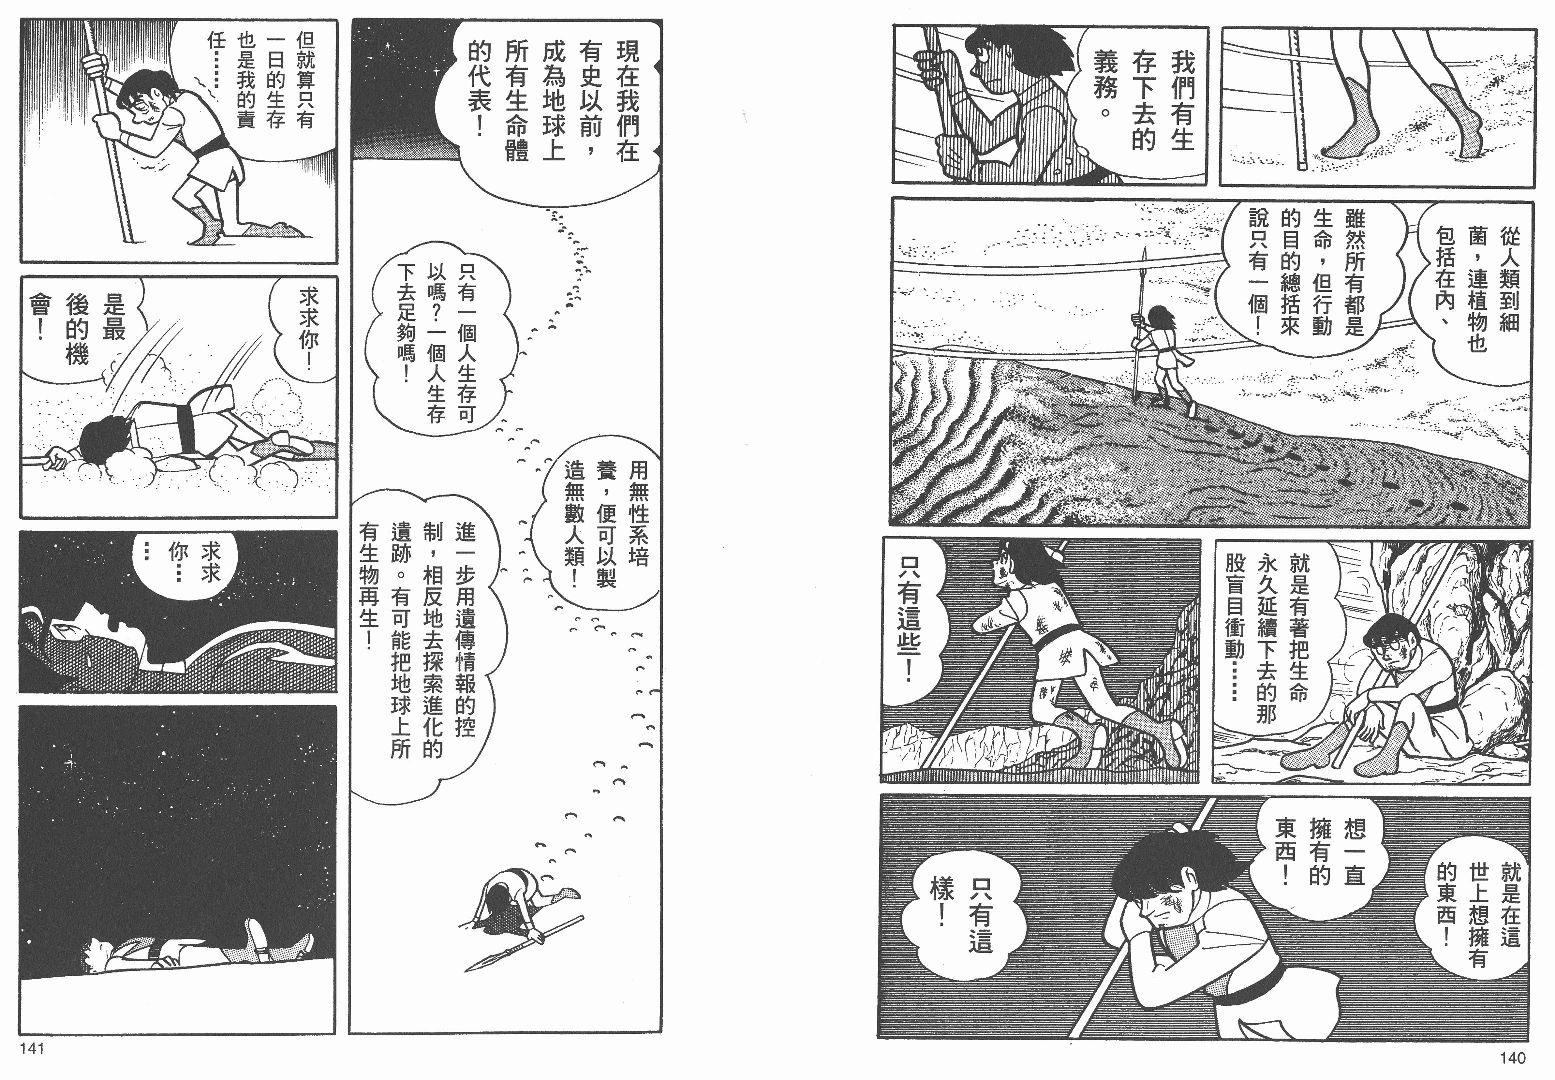 我們有生
存下去的
義務。
從人類到細
菌，連植物也
包括在內、
雖然所有都是
生命，但行動
的目的總括來
說只有一個！
就是有著把生命
永久延續下去的那
股盲目衝動……
只有這些！
就是在這
世上想擁有
的東西！
想一直
擁有的
東西！
只有這
樣！
140
現在我們在
有史以前，
成為地球上
所有生命體
的代表！
只有一個人生存可
以嗎？一個人生存
下去足夠嗎！
用無性系培
養，便可以製
造無數人類！
進一步用遺傳情報的控
制，相反地去探索進化的
遺跡。有可能把地球上所
有生物再生！
但就算只有
一日的生存
也是我的責
任……
求求你！
是最
後的機
會！
求求
你…
…
141